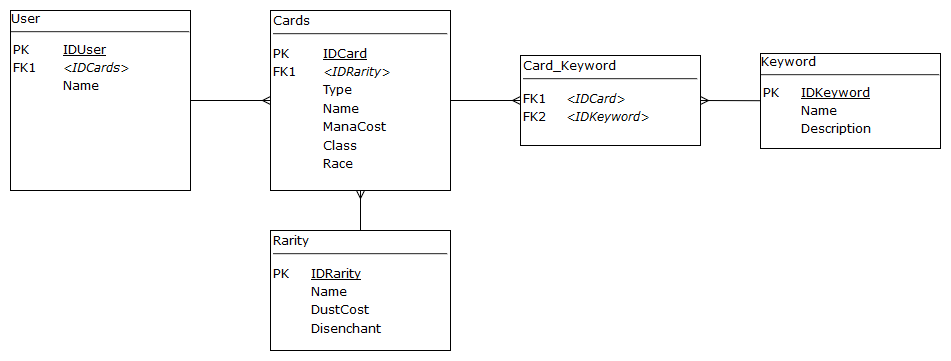 User
PK IDUser
FK1 <IDCards>
Name
Cards
PK IDCard
FK1 <IDRarity>
Type
Name
ManaCost
Class
Race
Card_Keyword
FK1 <IDCard>
FK2 <IDKeyword>
Keyword
PK IDKeyword
Name
Description
Rarity
PK IDRarity
Name
DustCost
Disenchant